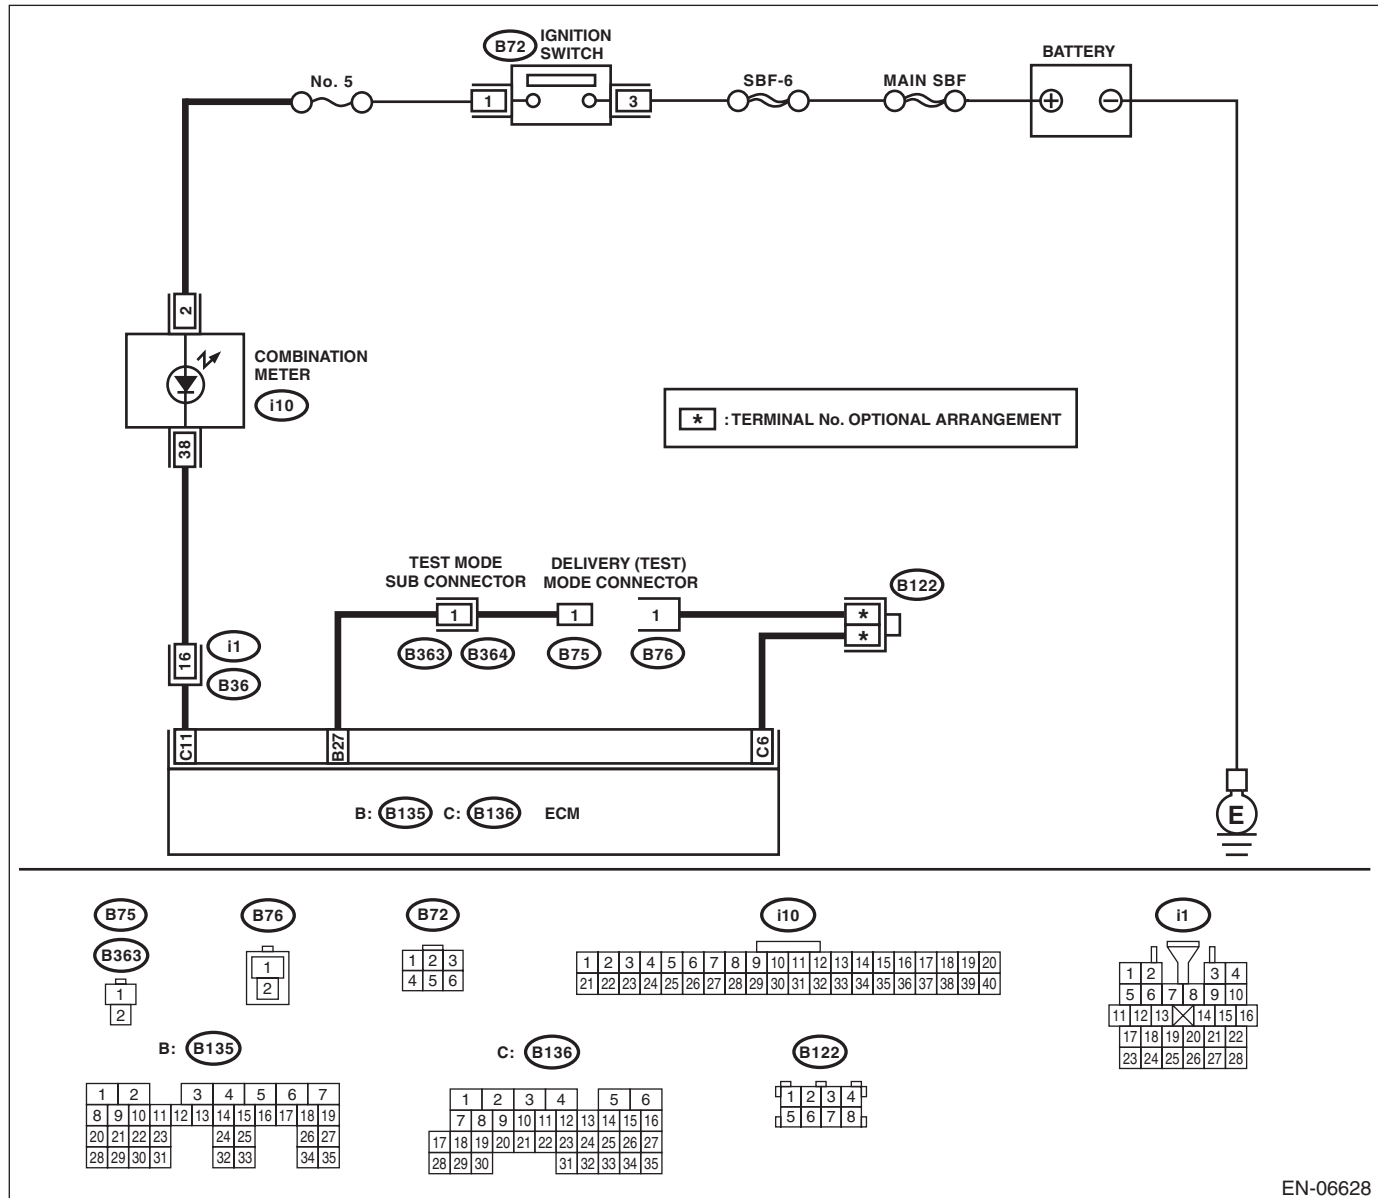 B72 IGNITION SWITCH
BATTERY
No. 5
1
3
SBF-6
MAIN SBF
+
−
2
COMBINATION
METER
i10
38
* : TERMINAL No. OPTIONAL ARRANGEMENT
TEST MODE
SUB CONNECTOR
DELIVERY (TEST)
MODE CONNECTOR
B122
1
1
1
*
*
B363
B364
B75
B76
16
i1
B36
C11
B27
C6
B: B135 C: B136 ECM
E
B75
B363
1
2
B76
1
2
B72
1 2 3
4 5 6
i10
1 2 3 4 5 6 7 8 9 10 11 12 13 14 15 16 17 18 19 20
21 22 23 24 25 26 27 28 29 30 31 32 33 34 35 36 37 38 39 40
i1
1 2 3 4
5 6 7 8 9 10
11 12 13 14 15 16
17 18 19 20 21 22
23 24 25 26 27 28
B: B135
1 2 3 4 5 6 7
8 9 10 11 12 13 14 15 16 17 18 19
20 21 22 23 24 25 26 27
28 29 30 31 32 33 34 35
C: B136
1 2 3 4 5 6
7 8 9 10 11 12 13 14 15 16
17 18 19 20 21 22 23 24 25 26 27
28 29 30 31 32 33 34 35
B122
1 2 3 4
5 6 7 8
EN-06628